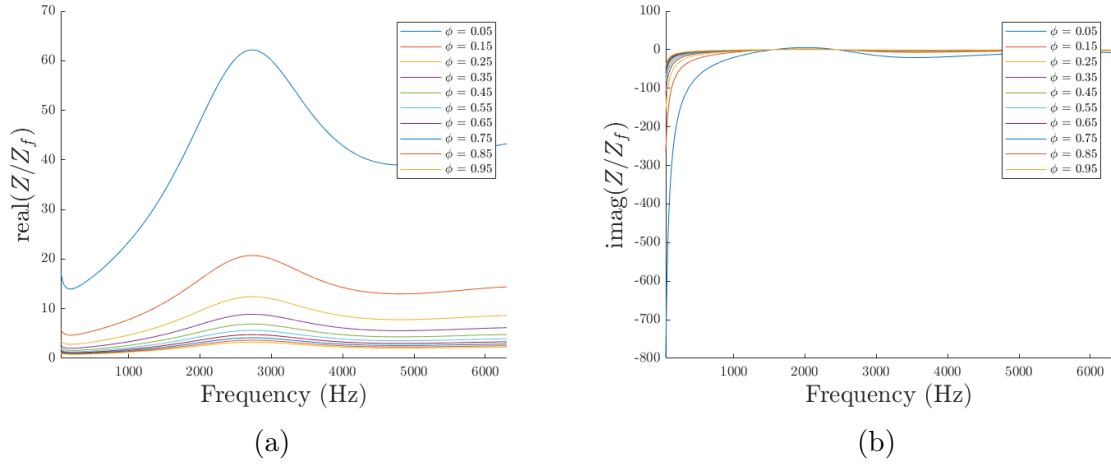 70
60
50
40
30
20
10
0
real(Z/Z_f)
1000 2000 3000 4000 5000 6000
Frequency (Hz)
ϕ = 0.05
ϕ = 0.15
ϕ = 0.25
ϕ = 0.35
ϕ = 0.45
ϕ = 0.55
ϕ = 0.65
ϕ = 0.75
ϕ = 0.85
ϕ = 0.95
(a)
100
0
-100
-200
-300
-400
-500
-600
-700
-800
imag(Z/Z_f)
1000 2000 3000 4000 5000 6000
Frequency (Hz)
ϕ = 0.05
ϕ = 0.15
ϕ = 0.25
ϕ = 0.35
ϕ = 0.45
ϕ = 0.55
ϕ = 0.65
ϕ = 0.75
ϕ = 0.85
ϕ = 0.95
(b)